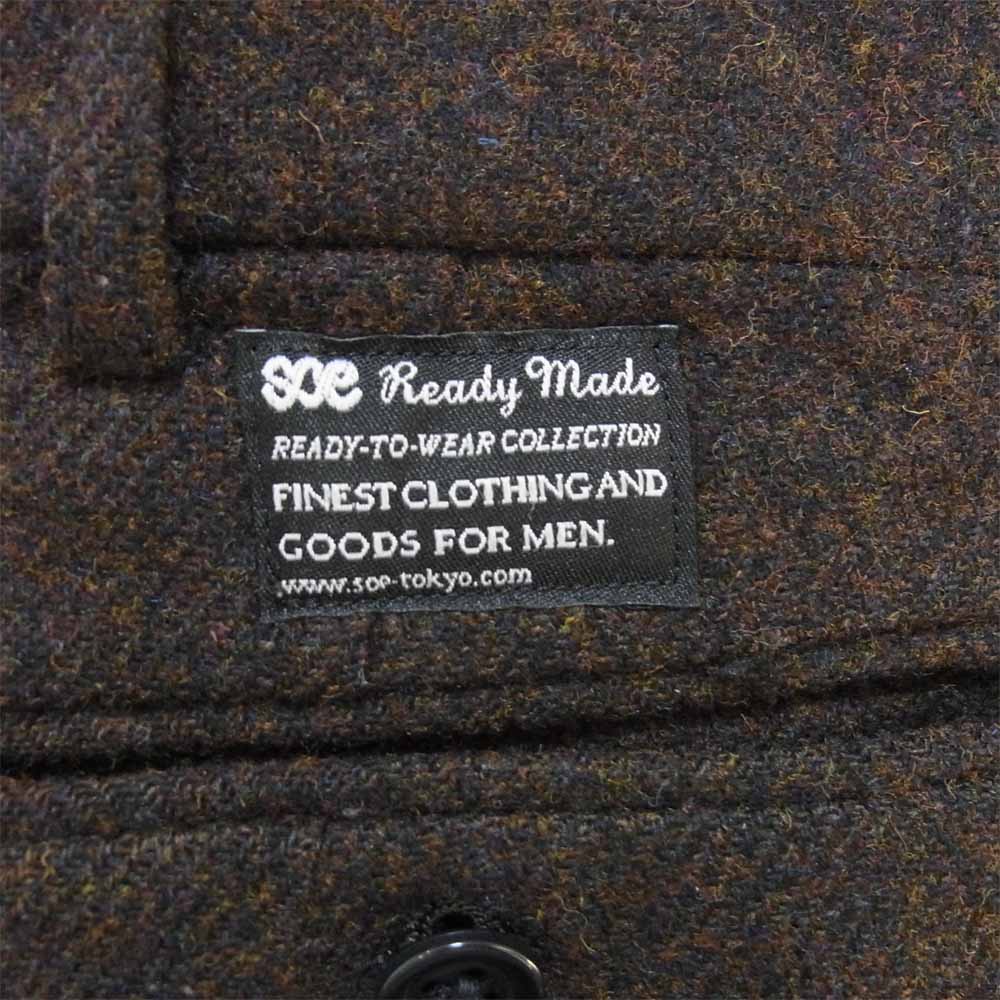 soe Ready Made
READY-TO-WEAR COLLECTION
FINEST CLOTHING AND
GOODS FOR MEN.
www.soe-tokyo.com